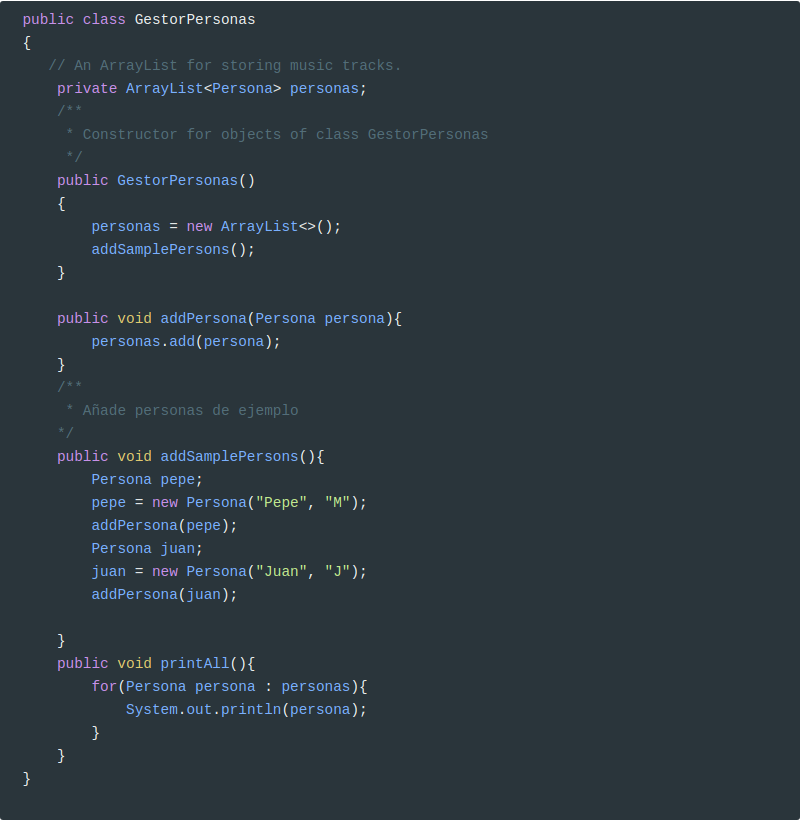 public class GestorPersonas
{
// An ArrayList for storing music tracks.
private ArrayList<Persona> personas;
/**
* Constructor for objects of class GestorPersonas
*/
public GestorPersonas()
{
personas = new ArrayList<>();
addSamplePersons();
}
public void addPersona(Persona persona){
personas.add(persona);
}
/**
* Añade personas de ejemplo
*/
public void addSamplePersons(){
Persona pepe;
pepe = new Persona("Pepe", "M");
addPersona(pepe);
Persona juan;
juan = new Persona("Juan", "J");
addPersona(juan);
}
public void printAll(){
for(Persona persona : personas){
System.out.println(persona);
}
}
}